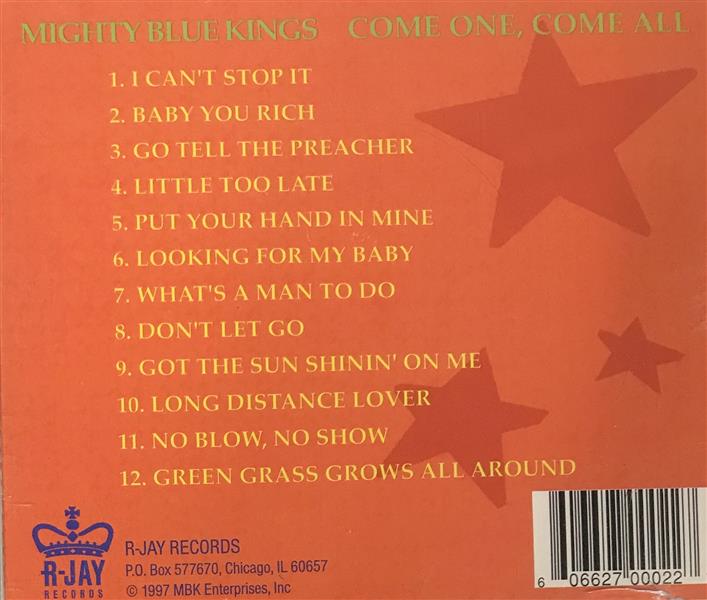 MIGHTY BLUE KINGS COME ONE, COME ALL
1. I CAN'T STOP IT
2. BABY YOU RICH
3. GO TELL THE PREACHER
4. LITTLE TOO LATE
5. PUT YOUR HAND IN MINE
6. LOOKING FOR MY BABY
7. WHAT'S A MAN TO DO
8. DON'T LET GO
9. GOT THE SUN SHININ' ON ME
10. LONG DISTANCE LOVER
11. NO BLOW, NO SHOW
12. GREEN GRASS GROWS ALL AROUND
R-JAY
RECORDS
R-JAY RECORDS
P.O. Box 577670, Chicago, IL 60657
© 1997 MBK Enterprises, Inc
6 06627 00022